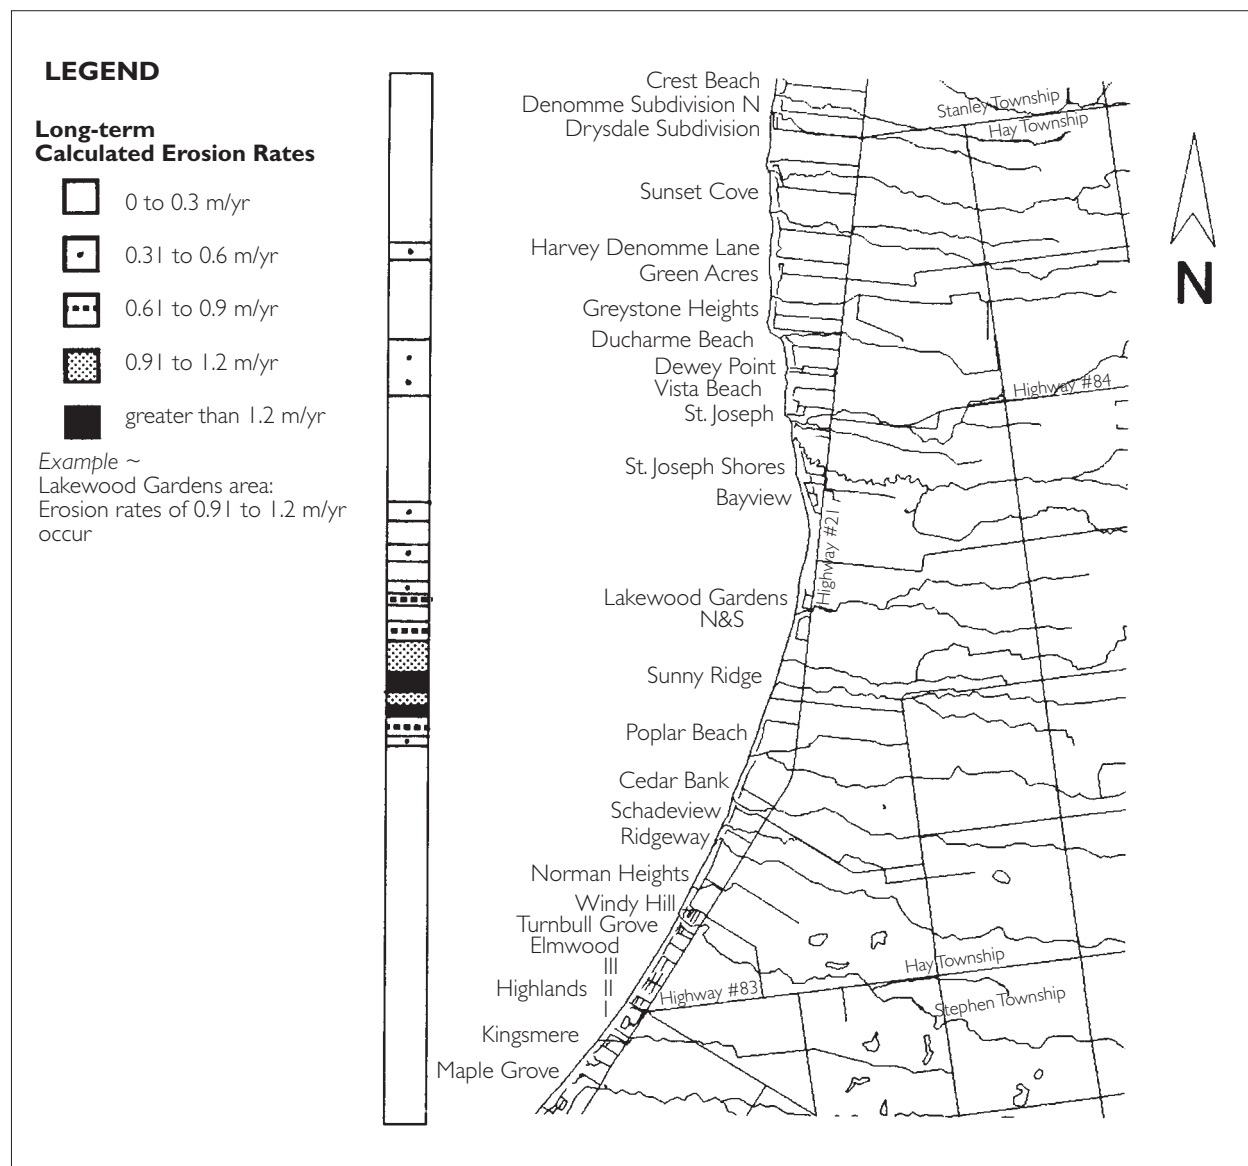 LEGEND
Long-term
Calculated Erosion Rates
0 to 0.3 m/yr
0.31 to 0.6 m/yr
0.61 to 0.9 m/yr
0.91 to 1.2 m/yr
greater than 1.2 m/yr
Example ~
Lakewood Gardens area:
Erosion rates of 0.91 to 1.2 m/yr
occur
Crest Beach
Denomme Subdivision N
Drysdale Subdivision
Sunset Cove
Harvey Denomme Lane
Green Acres
Greystone Heights
Ducharme Beach
Dewey Point
Vista Beach
St. Joseph
St. Joseph Shores
Bayview
Lakewood Gardens
N&S
Sunny Ridge
Poplar Beach
Cedar Bank
Schadeview
Ridgeway
Norman Heights
Windy Hill
Turnbull Grove
Elmwood
III
Highlands II
I
Kingsmere
Maple Grove
Stanley Township
Hay Township
Highway #84
Highway #21
Hay Township
Highway #83
Stephen Township
N